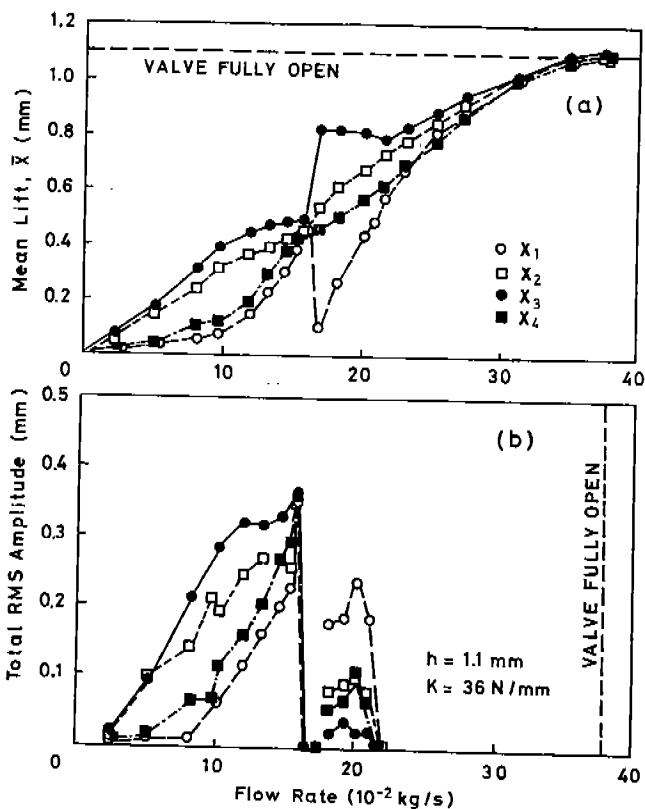 1.2
1.0
0.8
0.6
0.4
0.2
0
Mean Lift, X̄ (mm)
VALVE FULLY OPEN
(a)
X₁
X₂
X₃
X₄
10
20
30
40
0.5
0.4
0.3
0.2
0.1
0
Total RMS Amplitude (mm)
(b)
VALVE FULLY OPEN
h = 1.1 mm
K = 36 N/mm
10
20
30
40
Flow Rate (10⁻² kg/s)